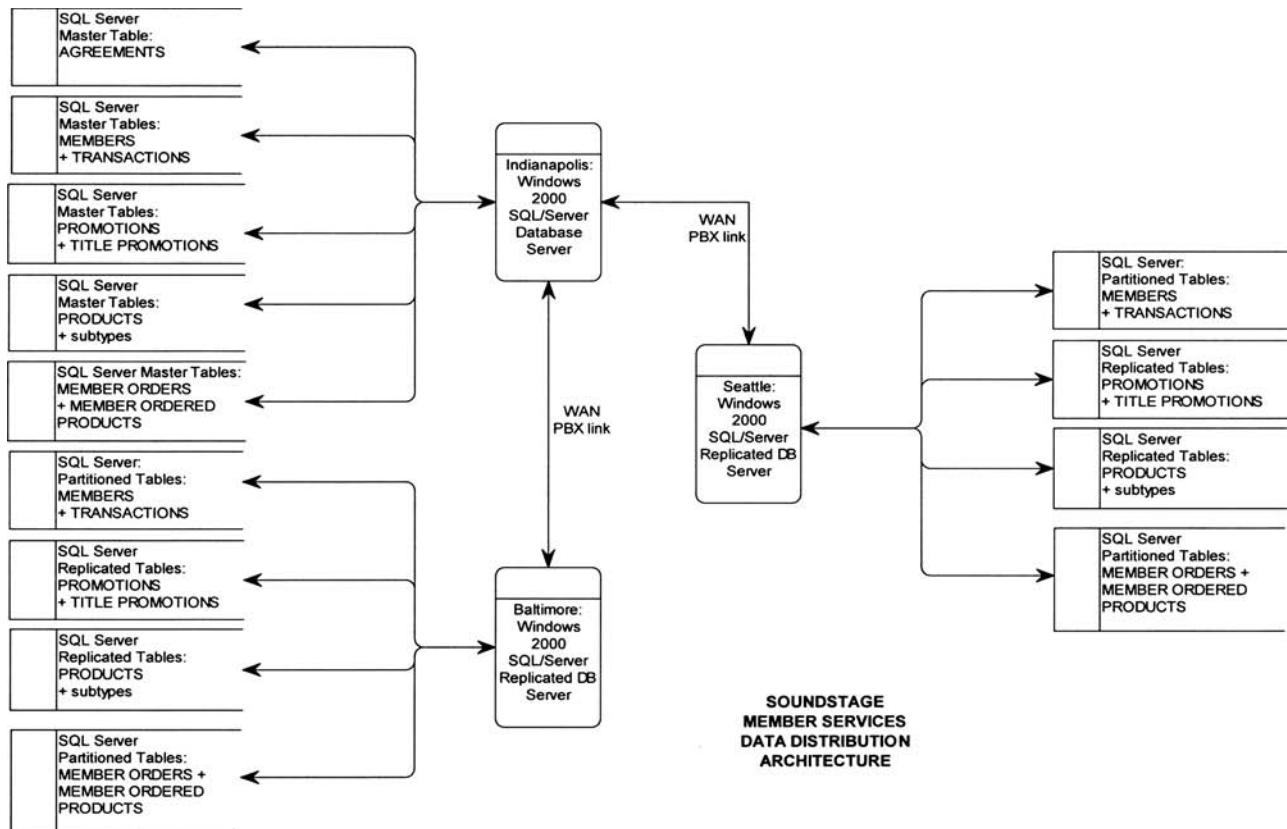 SQL Server
Master Table:
AGREEMENTS
SQL Server
Master Tables:
MEMBERS
+ TRANSACTIONS
SQL Server
Master Tables:
PROMOTIONS
+ TITLE PROMOTIONS
SQL Server
Master Tables:
PRODUCTS
+ subtypes
SQL Server Master Tables:
MEMBER ORDERS
+ MEMBER ORDERED
PRODUCTS
SQL Server:
Partitioned Tables:
MEMBERS
+ TRANSACTIONS
SQL Server
Replicated Tables:
PROMOTIONS
+ TITLE PROMOTIONS
SQL Server
Replicated Tables:
PRODUCTS
+ subtypes
SQL Server
Partitioned Tables:
MEMBER ORDERS +
MEMBER ORDERED
PRODUCTS
Indianapolis:
Windows
2000
SQL/Server
Database
Server
WAN
PBX link
WAN
PBX link
Baltimore:
Windows
2000
SQL/Server
Replicated DB
Server
Seattle:
Windows
2000
SQL/Server
Replicated DB
Server
SQL Server:
Partitioned Tables:
MEMBERS
+ TRANSACTIONS
SQL Server
Replicated Tables:
PROMOTIONS
+ TITLE PROMOTIONS
SQL Server
Replicated Tables:
PRODUCTS
+ subtypes
SQL Server
Partitioned Tables:
MEMBER ORDERS +
MEMBER ORDERED
PRODUCTS
SOUNDSTAGE
MEMBER SERVICES
DATA DISTRIBUTION
ARCHITECTURE